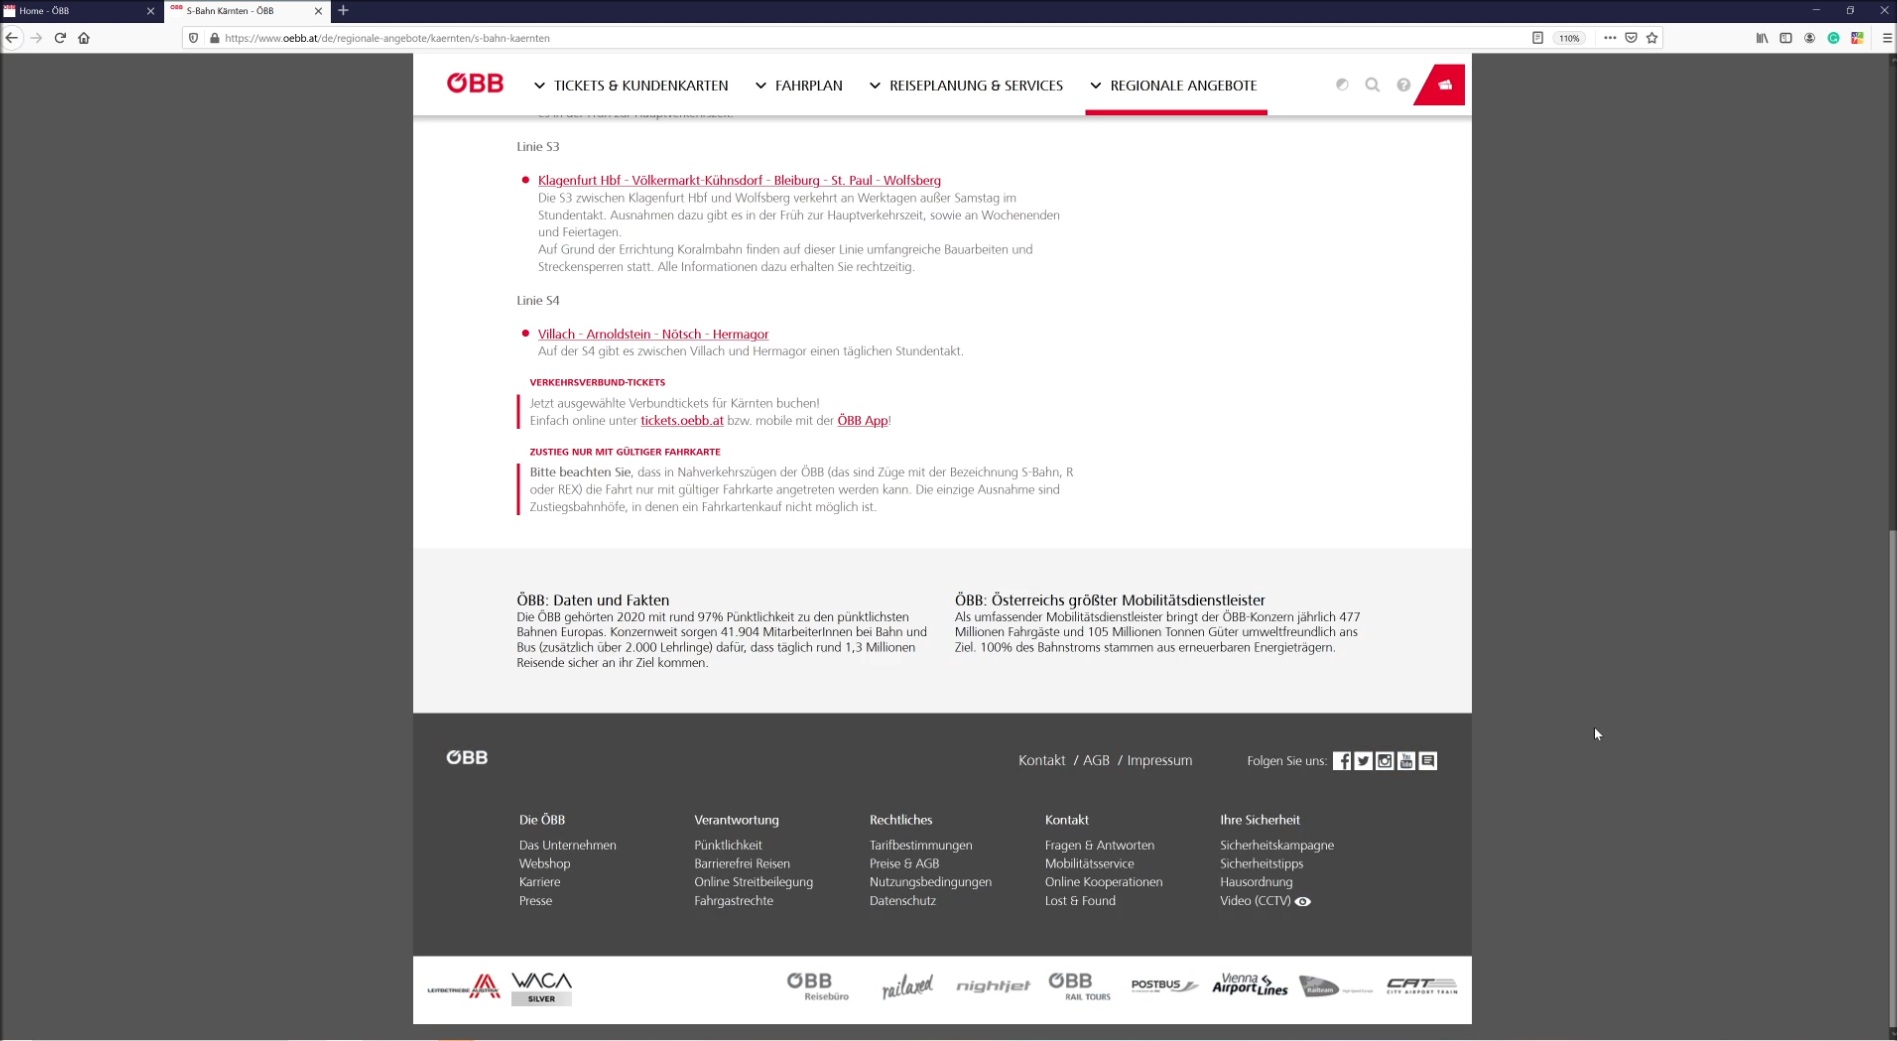 Home - ÖBB
S-Bahn Kärnten - ÖBB
https://www.oebb.at/de/regionale-angebote/kaernten/s-bahn-kaernten
110%
ÖBB
TICKETS & KUNDENKARTEN
FAHRPLAN
REISEPLANUNG & SERVICES
REGIONALE ANGEBOTE
es in der Früh zur Hauptverkehrszeit.
Linie S3
Klagenfurt Hbf - Völkermarkt-Kühnsdorf - Bleiburg - St. Paul - Wolfsberg
Die S3 zwischen Klagenfurt Hbf und Wolfsberg verkehrt an Werktagen außer Samstag im
Stundentakt. Ausnahmen dazu gibt es in der Früh zur Hauptverkehrszeit, sowie an Wochenenden
und Feiertagen.
Auf Grund der Errichtung Koralmbahn finden auf dieser Linie umfangreiche Bauarbeiten und
Streckensperren statt. Alle Informationen dazu erhalten Sie rechtzeitig.
Linie S4
Villach - Arnoldstein - Nötsch - Hermagor
Auf der S4 gibt es zwischen Villach und Hermagor einen täglichen Stundentakt.
VERKEHRSVERBUND-TICKETS
Jetzt ausgewählte Verbundtickets für Kärnten buchen!
Einfach online unter tickets.oebb.at bzw. mobile mit der ÖBB App!
ZUSTIEG NUR MIT GÜLTIGER FAHRKARTE
Bitte beachten Sie, dass in Nahverkehrszügen der ÖBB (das sind Züge mit der Bezeichnung S-Bahn, R
oder REX) die Fahrt nur mit gültiger Fahrkarte angetreten werden kann. Die einzige Ausnahme sind
Zustiegsbahnhöfe, in denen ein Fahrkartenkauf nicht möglich ist.
ÖBB: Daten und Fakten
Die ÖBB gehörten 2020 mit rund 97% Pünktlichkeit zu den pünktlichsten
Bahnen Europas. Konzernweit sorgen 41.904 MitarbeiterInnen bei Bahn und
Bus (zusätzlich über 2.000 Lehrlinge) dafür, dass täglich rund 1,3 Millionen
Reisende sicher an ihr Ziel kommen.
ÖBB: Österreichs größter Mobilitätsdienstleister
Als umfassender Mobilitätsdienstleister bringt der ÖBB-Konzern jährlich 477
Millionen Fahrgäste und 105 Millionen Tonnen Güter umweltfreundlich ans
Ziel. 100% des Bahnstroms stammen aus erneuerbaren Energieträgern.
ÖBB
Kontakt / AGB / Impressum
Folgen Sie uns:
Die ÖBB
Das Unternehmen
Webshop
Karriere
Presse
Verantwortung
Pünktlichkeit
Barrierefrei Reisen
Online Streitbeilegung
Fahrgastrechte
Rechtliches
Tarifbestimmungen
Preise & AGB
Nutzungsbedingungen
Datenschutz
Kontakt
Fragen & Antworten
Mobilitätsservice
Online Kooperationen
Lost & Found
Ihre Sicherheit
Sicherheitskampagne
Sicherheitstipps
Hausordnung
Video (CCTV)
LEITBETRIEBE AUSTRIA
WACA
SILVER
ÖBB
Reisebüro
railaxed
nightjet
ÖBB
RAIL TOURS
POSTBUS
Vienna
AirportLines
Railteam
CAT
CITY AIRPORT TRAIN